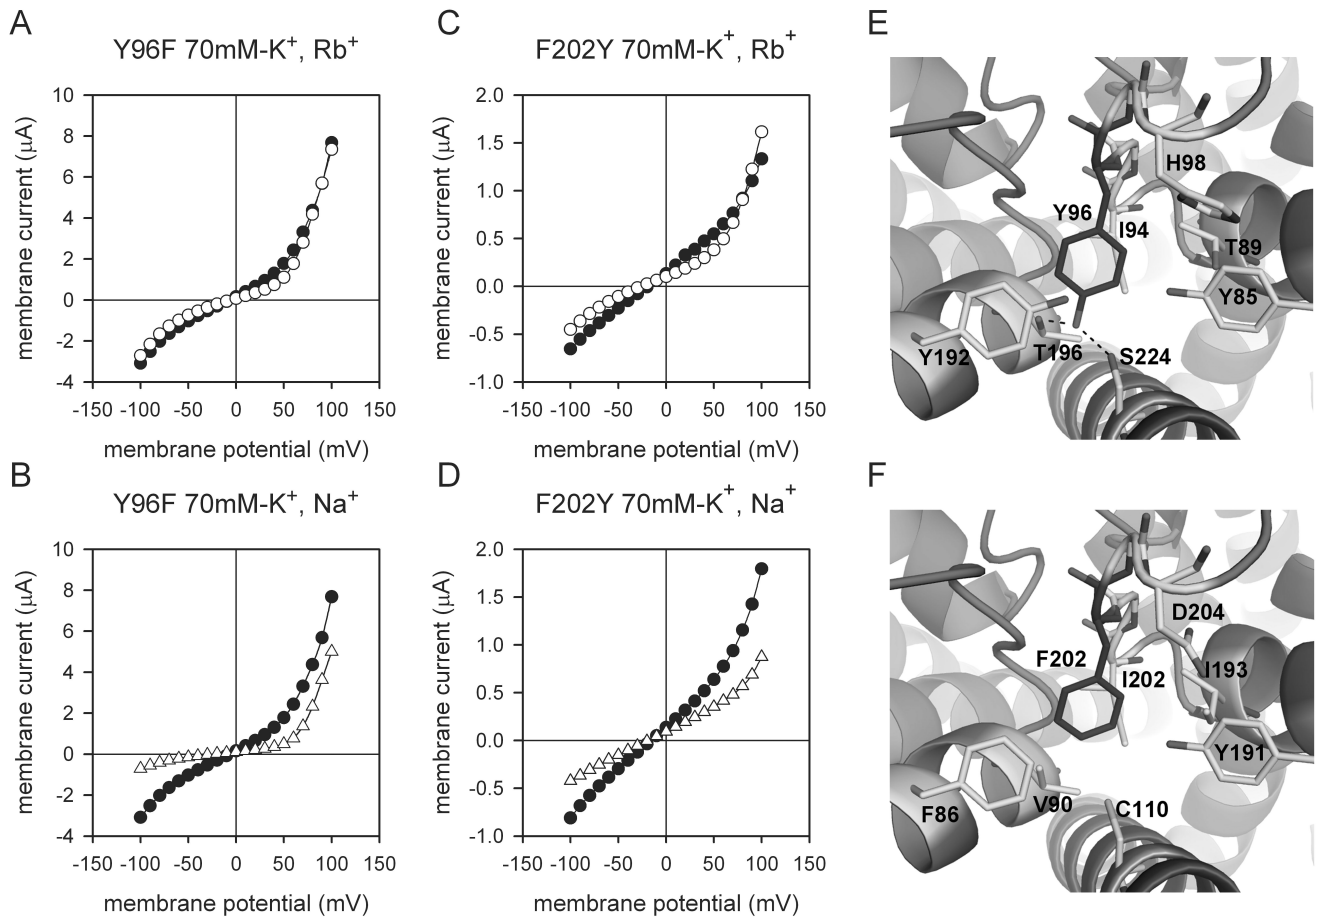 A
Y96F 70mM-K+, Rb+
membrane current (μA)
10
8
6
4
2
0
-2
-4
-150 -100 -50 0 50 100 150
membrane potential (mV)
C
F202Y 70mM-K+, Rb+
membrane current (μA)
2.0
1.5
1.0
0.5
0.0
-0.5
-1.0
-150 -100 -50 0 50 100 150
membrane potential (mV)
E
H98
Y96
I94
T89
Y85
Y192
T196
S224
B
Y96F 70mM-K+, Na+
membrane current (μA)
10
8
6
4
2
0
-2
-4
-150 -100 -50 0 50 100 150
membrane potential (mV)
D
F202Y 70mM-K+, Na+
membrane current (μA)
2.0
1.5
1.0
0.5
0.0
-0.5
-1.0
-150 -100 -50 0 50 100 150
membrane potential (mV)
F
D204
F202
I202
I193
Y191
F86
V90
C110